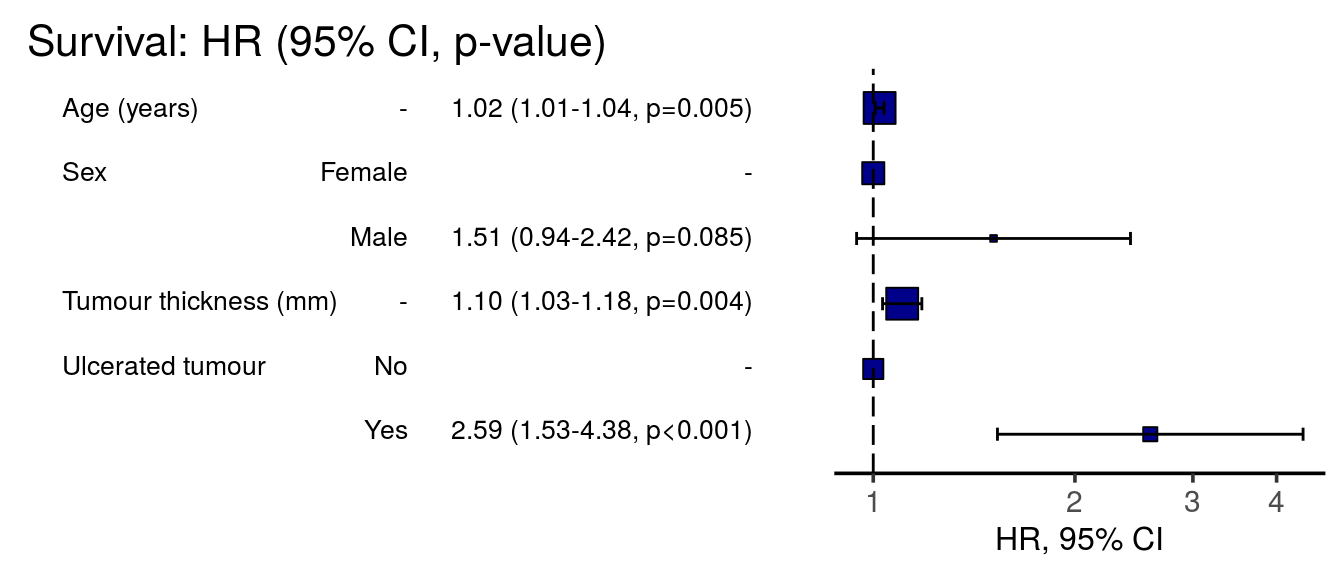 Survival: HR (95% CI, p-value)
Age (years) - 1.02 (1.01-1.04, p=0.005)
Sex Female -
Male 1.51 (0.94-2.42, p=0.085)
Tumour thickness (mm) - 1.10 (1.03-1.18, p=0.004)
Ulcerated tumour No -
Yes 2.59 (1.53-4.38, p<0.001)
1 2 3 4
HR, 95% CI